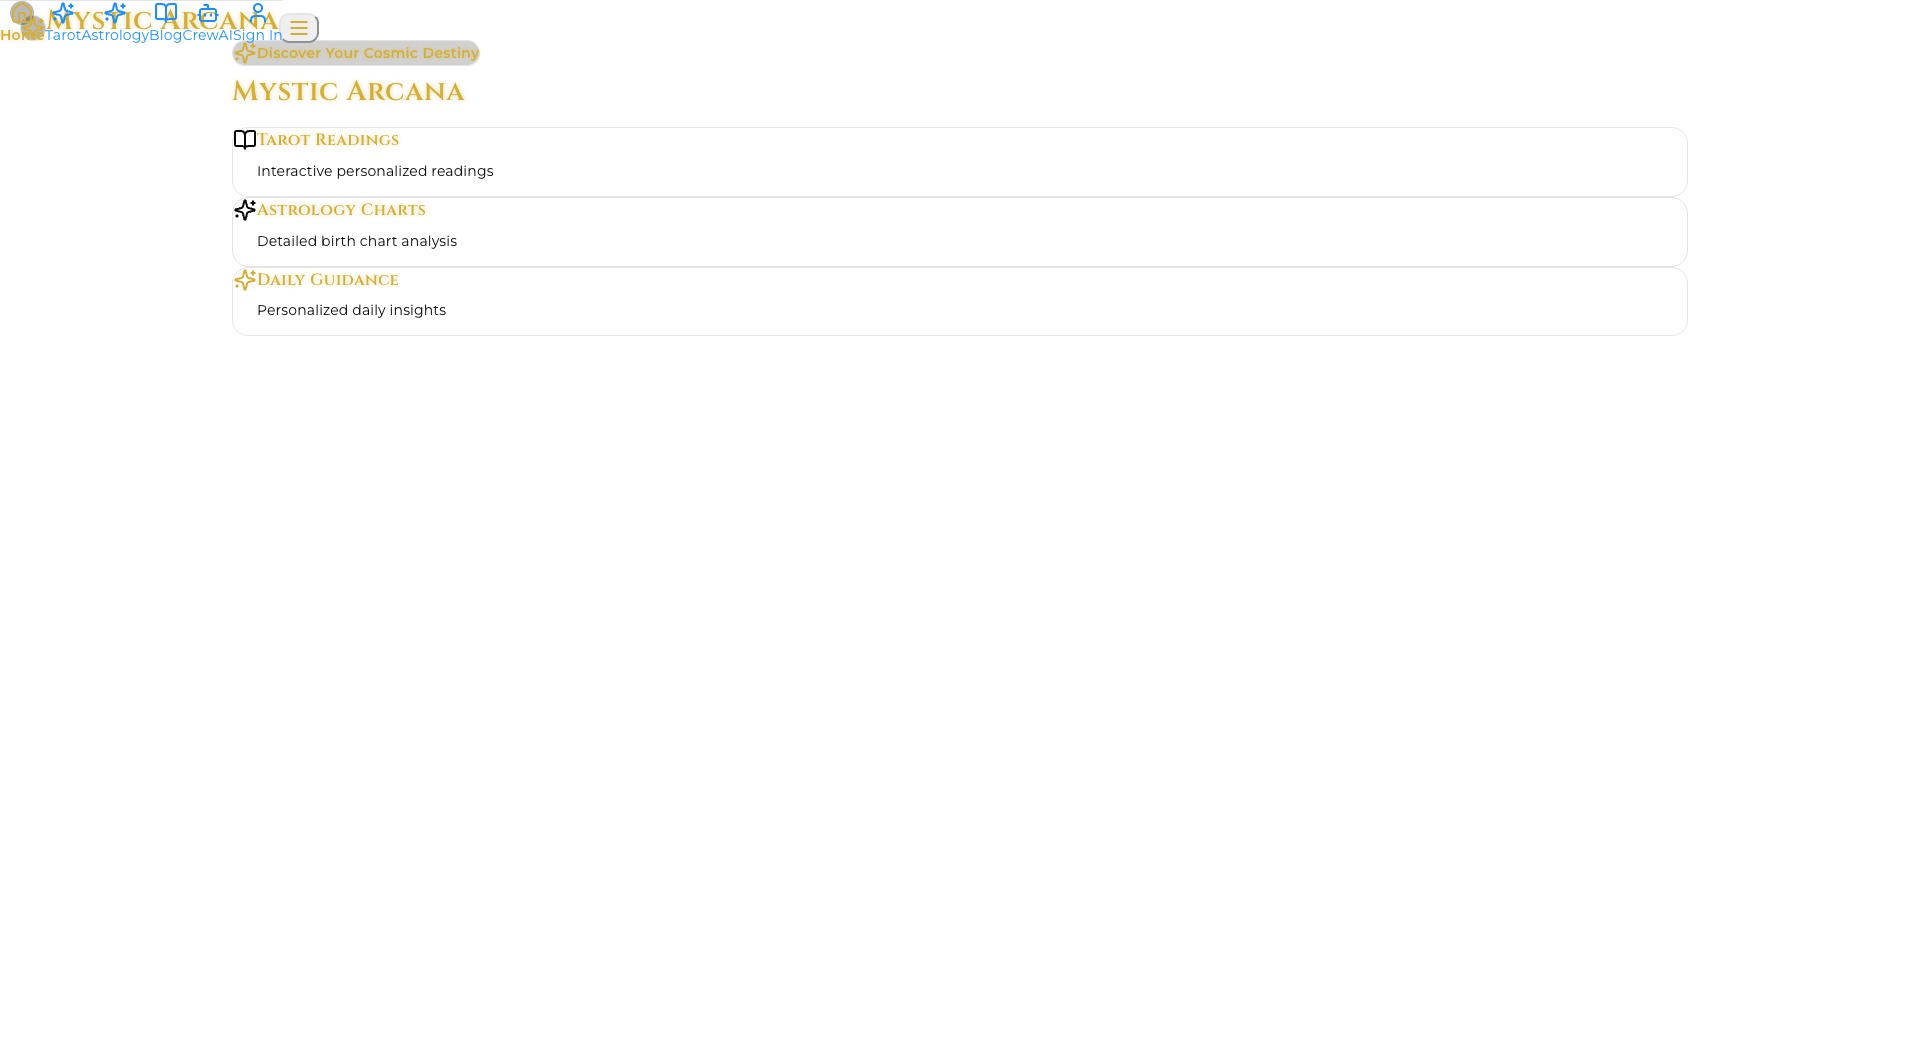 Mystic Arcana
Home Tarot Astrology Blog CrewAI Sign In
Discover Your Cosmic Destiny
Mystic Arcana
Tarot Readings
Interactive personalized readings
Astrology Charts
Detailed birth chart analysis
Daily Guidance
Personalized daily insights